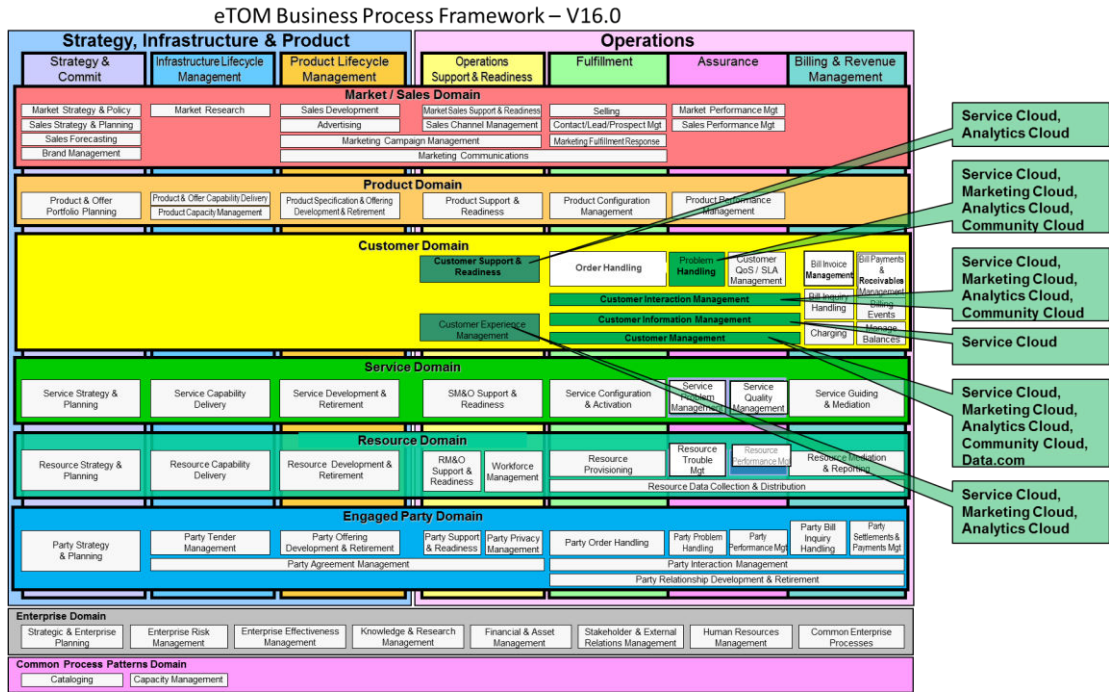 eTOM Business Process Framework – V16.0
Strategy, Infrastructure & Product
Operations
Strategy &
Commit
Infrastructure Lifecycle
Management
Product Lifecycle
Management
Operations
Support & Readiness
Fulfillment
Assurance
Billing & Revenue
Management
Market / Sales Domain
Market Strategy & Policy
Sales Strategy & Planning
Sales Forecasting
Brand Management
Market Research
Sales Development
Advertising
Marketing Campaign Management
Marketing Communications
Market Sales Support & Readiness
Sales Channel Management
Selling
Contact/Lead/Prospect Mgt
Marketing Fulfillment Response
Market Performance Mgt
Sales Performance Mgt
Product Domain
Product & Offer
Portfolio Planning
Product & Offer Capability Delivery
Product Capacity Management
Product Specification & Offering
Development & Retirement
Product Support &
Readiness
Product Configuration
Management
Product Performance
Management
Customer Domain
Customer Support &
Readiness
Order Handling
Problem
Handling
Customer
QoS / SLA
Management
Bill Invoice
Management
Bill Payments
&
Receivables
Management
Customer Interaction Management
Bill Inquiry
Handling
Billing
Events
Customer Experience
Management
Customer Information Management
Customer Management
Charging
Manage
Balances
Service Domain
Service Strategy &
Planning
Service Capability
Delivery
Service Development &
Retirement
SM&O Support &
Readiness
Service Configuration
& Activation
Service
Problem
Management
Service
Quality
Management
Service Guiding
& Mediation
Resource Domain
Resource Strategy &
Planning
Resource Capability
Delivery
Resource Development &
Retirement
RM&O
Support &
Readiness
Workforce
Management
Resource
Provisioning
Resource
Trouble
Mgt
Resource
Performance Mgt
Resource Mediation
& Reporting
Resource Data Collection & Distribution
Engaged Party Domain
Party Strategy
& Planning
Party Tender
Management
Party Offering
Development & Retirement
Party Support
& Readiness
Party Privacy
Management
Party Order Handling
Party Problem
Handling
Party
Performance Mgt
Party Bill
Inquiry
Handling
Party
Settlements &
Payments Mgt
Party Agreement Management
Party Interaction Management
Party Relationship Development & Retirement
Enterprise Domain
Strategic & Enterprise
Planning
Enterprise Risk
Management
Enterprise Effectiveness
Management
Knowledge & Research
Management
Financial & Asset
Management
Stakeholder & External
Relations Management
Human Resources
Management
Common Enterprise
Processes
Common Process Patterns Domain
Cataloging
Capacity Management
Service Cloud,
Analytics Cloud
Service Cloud,
Marketing Cloud,
Analytics Cloud,
Community Cloud
Service Cloud,
Marketing Cloud,
Analytics Cloud,
Community Cloud
Service Cloud
Service Cloud,
Marketing Cloud,
Analytics Cloud,
Community Cloud,
Data.com
Service Cloud,
Marketing Cloud,
Analytics Cloud